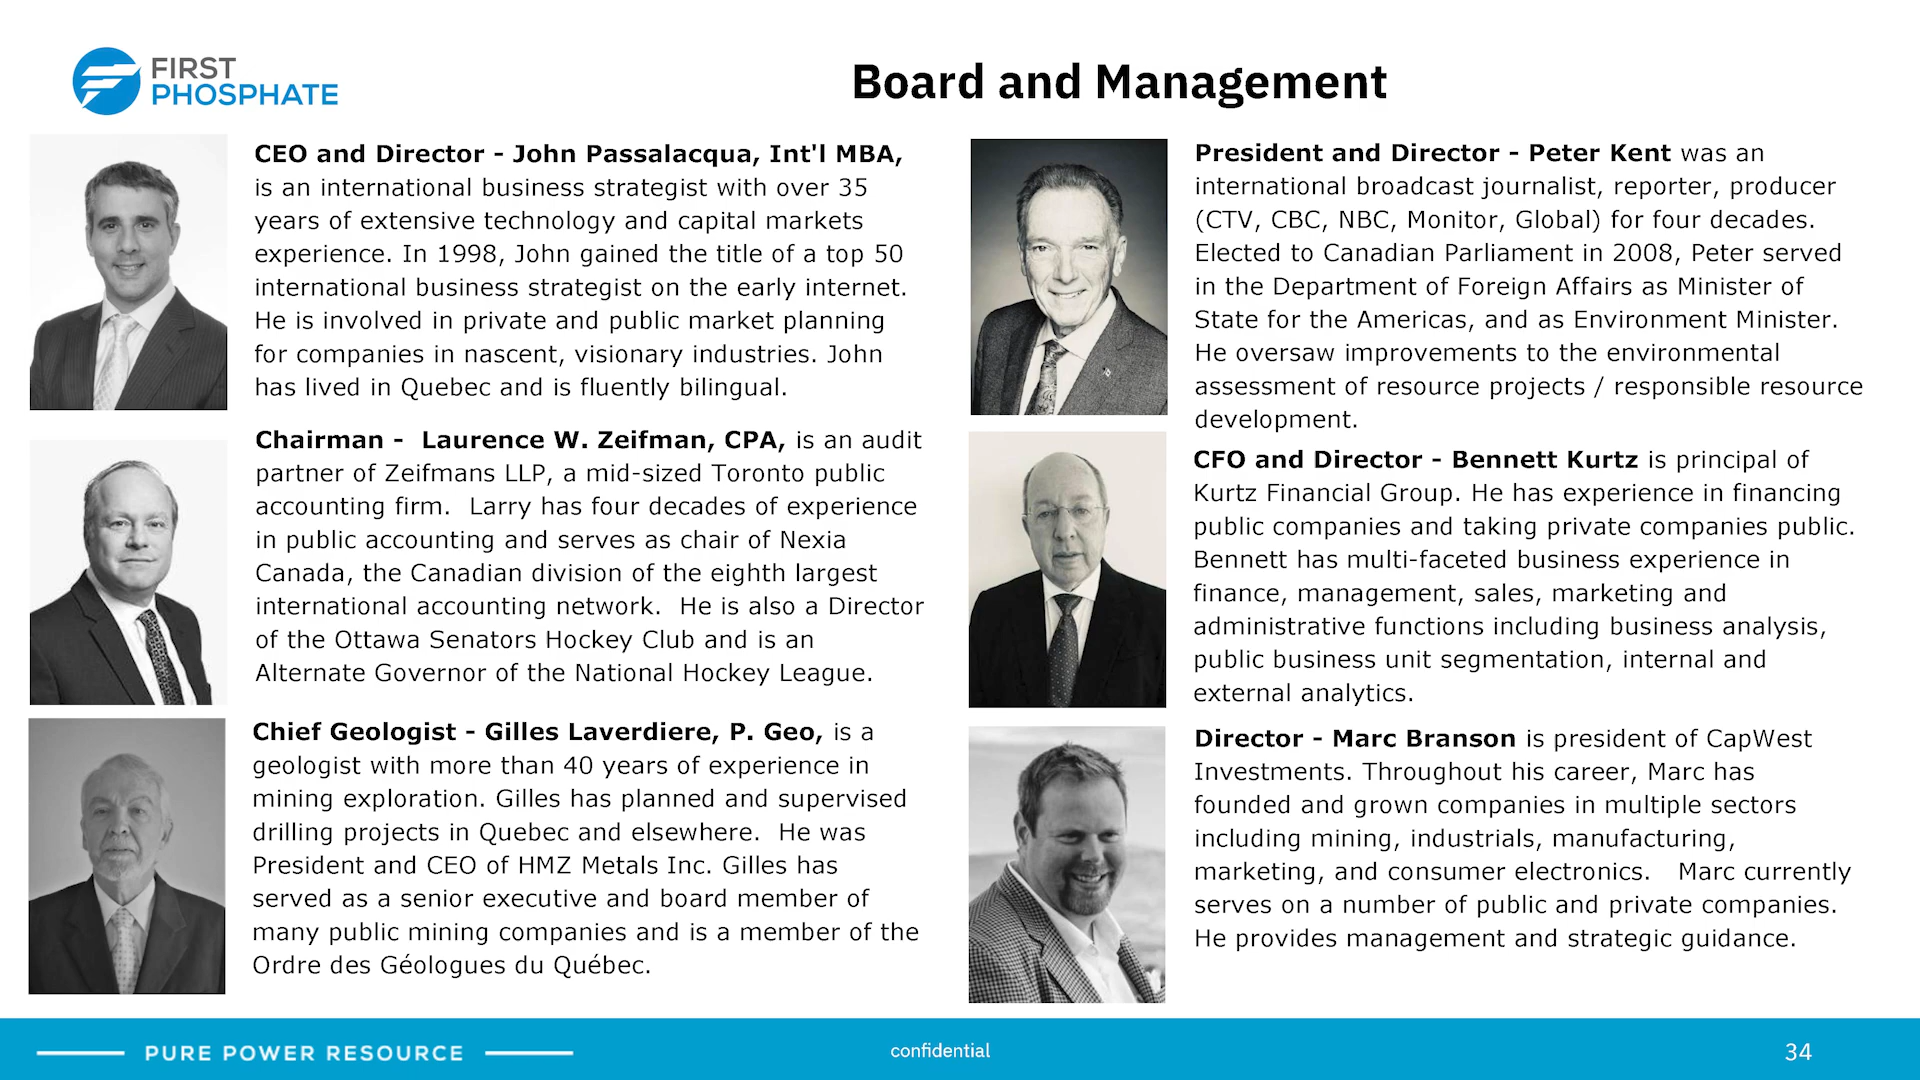 FIRST
PHOSPHATE
Board and Management
CEO and Director - John Passalacqua, Int'l MBA,
is an international business strategist with over 35
years of extensive technology and capital markets
experience. In 1998, John gained the title of a top 50
international business strategist on the early internet.
He is involved in private and public market planning
for companies in nascent, visionary industries. John
has lived in Quebec and is fluently bilingual.
Chairman -  Laurence W. Zeifman, CPA, is an audit
partner of Zeifmans LLP, a mid-sized Toronto public
accounting firm.  Larry has four decades of experience
in public accounting and serves as chair of Nexia
Canada, the Canadian division of the eighth largest
international accounting network.  He is also a Director
of the Ottawa Senators Hockey Club and is an
Alternate Governor of the National Hockey League.
Chief Geologist - Gilles Laverdiere, P. Geo, is a
geologist with more than 40 years of experience in
mining exploration. Gilles has planned and supervised
drilling projects in Quebec and elsewhere.  He was
President and CEO of HMZ Metals Inc. Gilles has
served as a senior executive and board member of
many public mining companies and is a member of the
Ordre des Géologues du Québec.
President and Director - Peter Kent was an
international broadcast journalist, reporter, producer
(CTV, CBC, NBC, Monitor, Global) for four decades.
Elected to Canadian Parliament in 2008, Peter served
in the Department of Foreign Affairs as Minister of
State for the Americas, and as Environment Minister.
He oversaw improvements to the environmental
assessment of resource projects / responsible resource
development.
CFO and Director - Bennett Kurtz is principal of
Kurtz Financial Group. He has experience in financing
public companies and taking private companies public.
Bennett has multi-faceted business experience in
finance, management, sales, marketing and
administrative functions including business analysis,
public business unit segmentation, internal and
external analytics.
Director - Marc Branson is president of CapWest
Investments. Throughout his career, Marc has
founded and grown companies in multiple sectors
including mining, industrials, manufacturing,
marketing, and consumer electronics.   Marc currently
serves on a number of public and private companies.
He provides management and strategic guidance.
PURE POWER RESOURCE
confidential
34